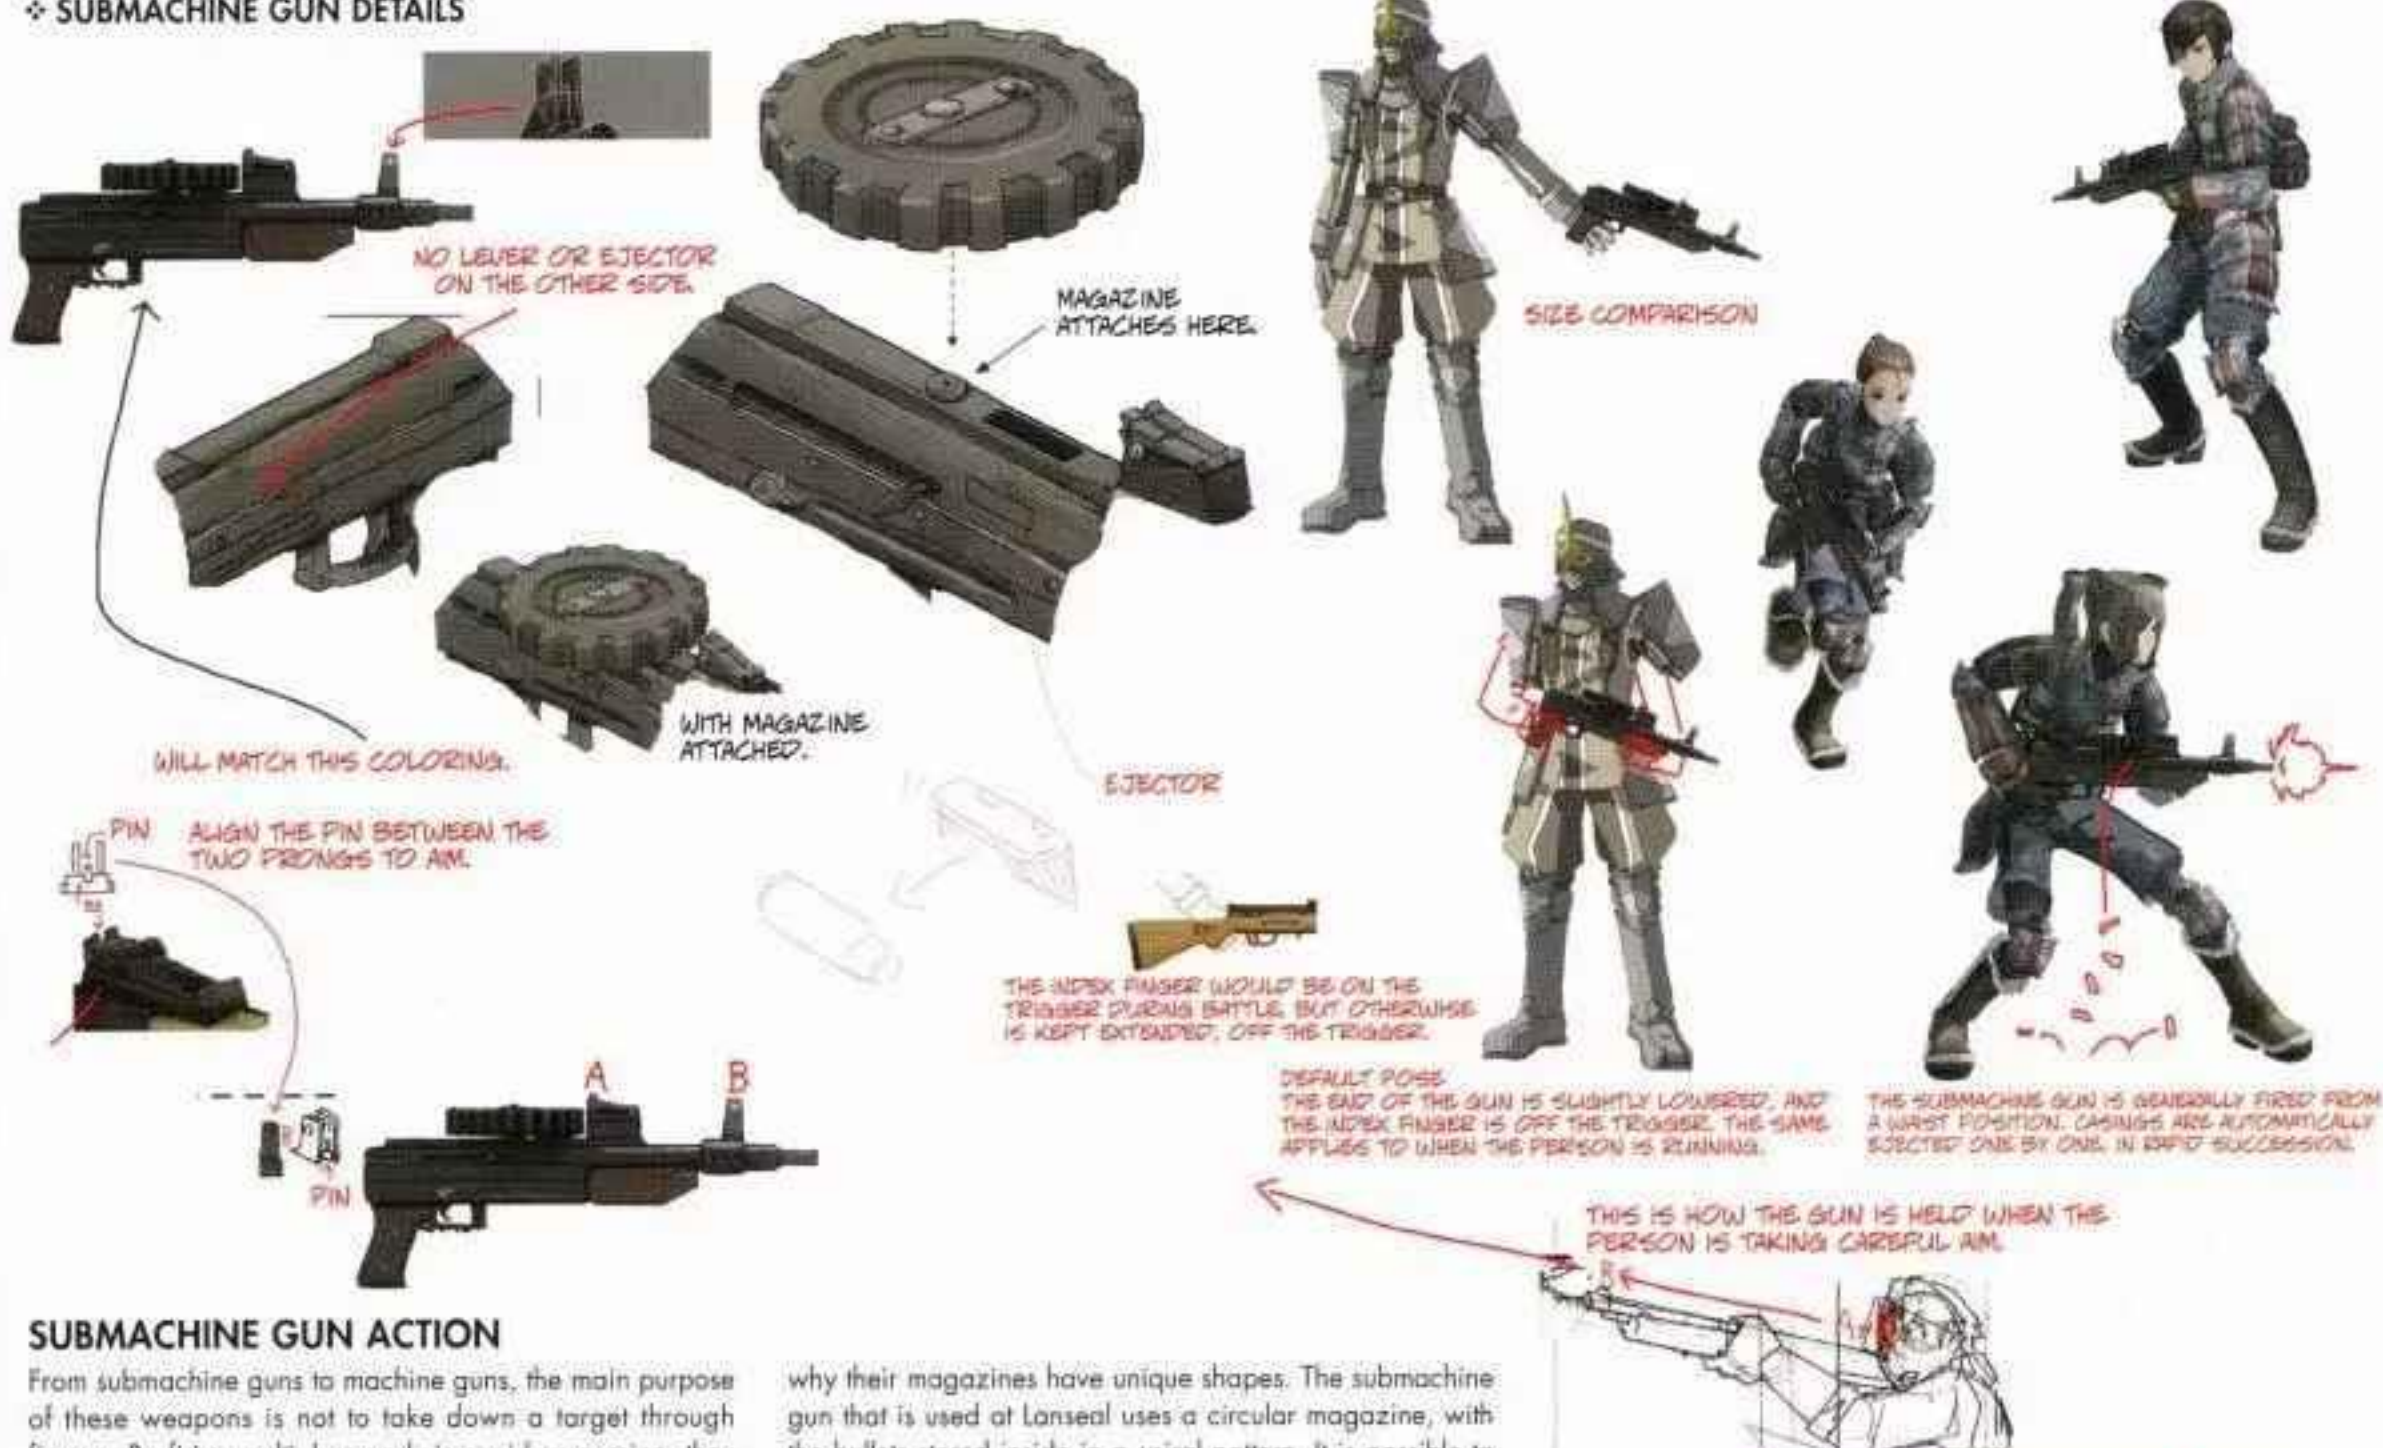 ❖ SUBMACHINE GUN DETAILS
NO LEVER OR EJECTOR
ON THE OTHER SIDE.
MAGAZINE
ATTACHES HERE.
SIZE COMPARISON
WITH MAGAZINE
ATTACHED.
WILL MATCH THIS COLORING.
EJECTOR
PIN
ALIGN THE PIN BETWEEN THE
TWO PRONGS TO AIM.
THE INDEX FINGER WOULD BE ON THE
TRIGGER DURING BATTLE, BUT OTHERWISE
IS KEPT EXTENDED, OFF THE TRIGGER.
DEFAULT POSE
THE END OF THE GUN IS SLIGHTLY LOWERED, AND
THE INDEX FINGER IS OFF THE TRIGGER. THE SAME
APPLIES TO WHEN THE PERSON IS RUNNING.
THE SUBMACHINE GUN IS GENERALLY FIRED FROM
A WAIST POSITION. CASINGS ARE AUTOMATICALLY
EJECTED ONE BY ONE, IN RAPID SUCCESSION.
A
B
PIN
THIS IS HOW THE GUN IS HELD WHEN THE
PERSON IS TAKING CAREFUL AIM.
B
SUBMACHINE GUN ACTION
From submachine guns to machine guns, the main purpose
of these weapons is not to take down a target through
why their magazines have unique shapes. The submachine
gun that is used at Lanseal uses a circular magazine, with